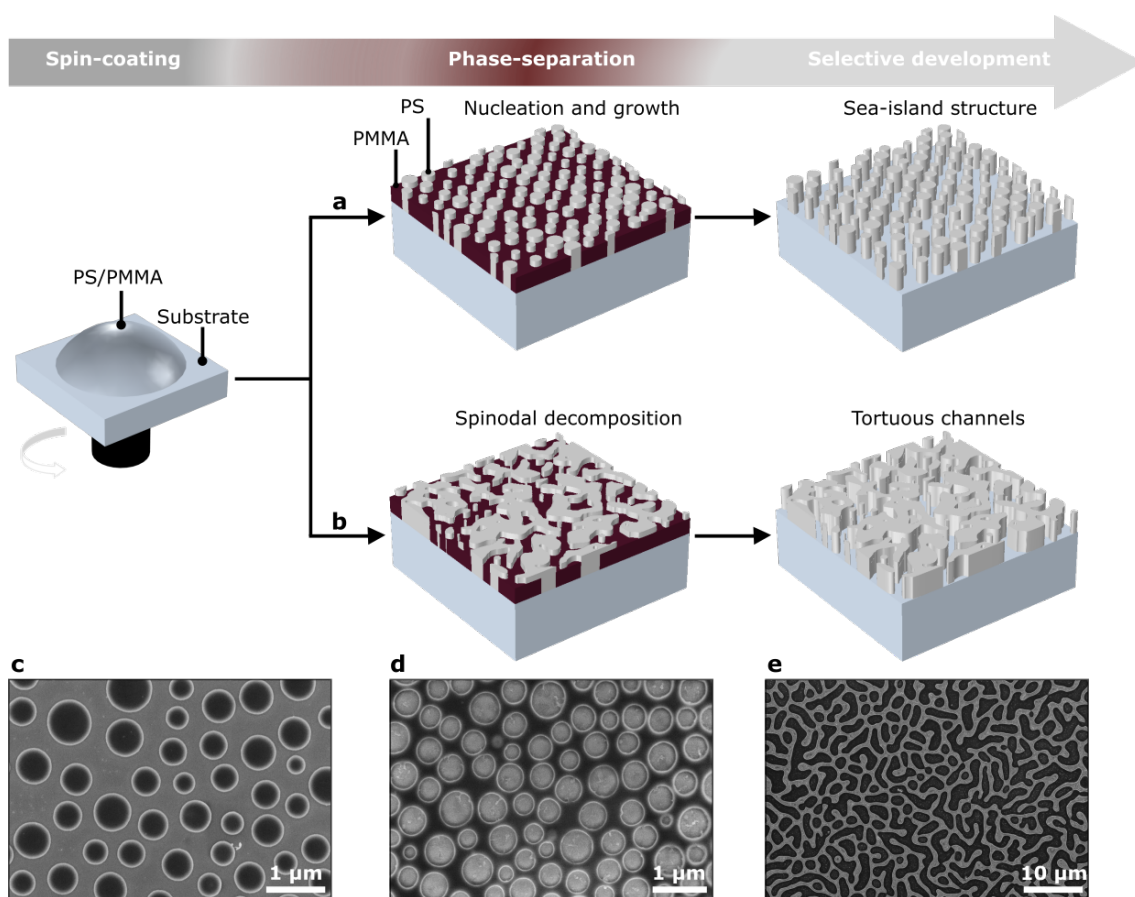 Spin-coating
Phase-separation
Selective development
PS
Nucleation and growth
Sea-island structure
PMMA
a
PS/PMMA
Substrate
Spinodal decomposition
Tortuous channels
b
c
d
e
1 µm
1 µm
10 µm